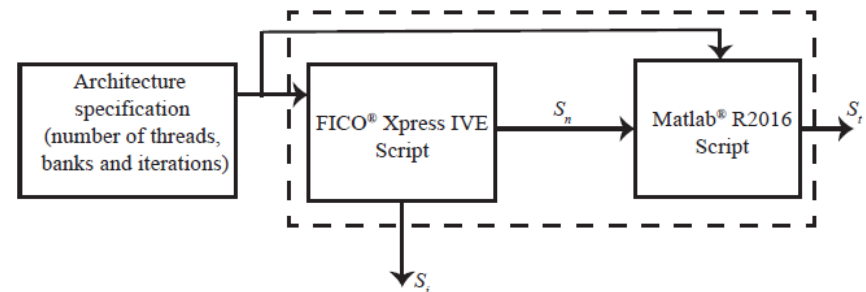 Architecture
specification
(number of threads,
banks and iterations)
FICO® Xpress IVE
Script
Sn
Matlab® R2016
Script
St
Si